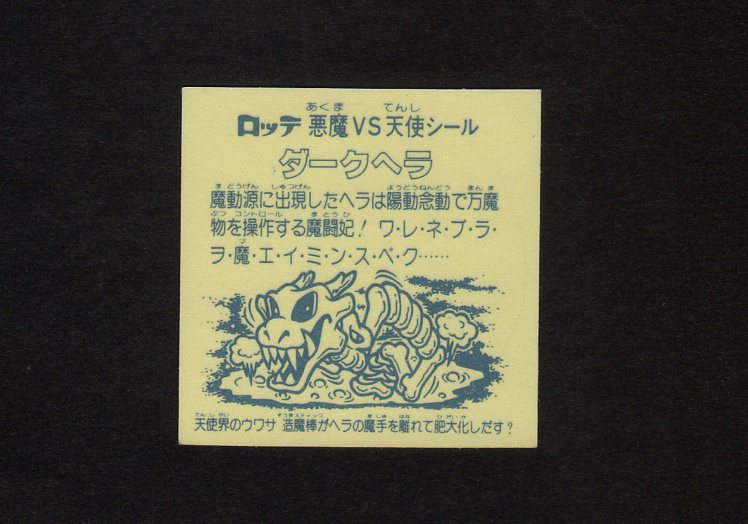 ロッテ 悪魔VS天使シール
ダークヘラ
魔動源に出現したヘラは陽動念動で万魔
物を操作する魔闘妃！ワ・レ・ネ・ブ・ラ・
ヲ・魔・エ・イ・ミ・ン・ス・ベ・ク……
天使界のウワサ 造魔棒がヘラの魔手を離れて肥大化しだす？